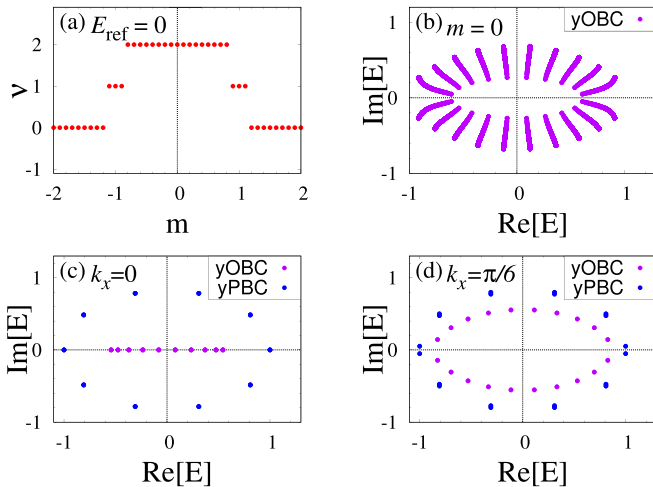 (a) E_ref = 0
ν
2
1
0
-1
-2 -1 0 1 2
m
(b) m = 0
yOBC
Im[E]
1
0
-1
-1 0 1
Re[E]
(c) k_x=0
yOBC
yPBC
Im[E]
1
0
-1
-1 0 1
Re[E]
(d) k_x=π/6
yOBC
yPBC
Im[E]
1
0
-1
-1 0 1
Re[E]